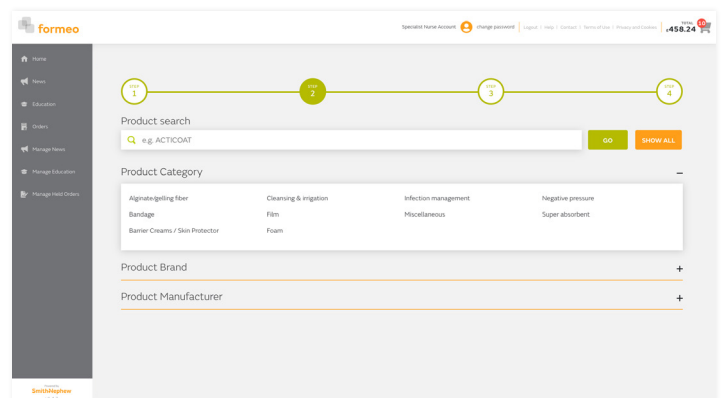 formeo
Specialist Nurse Account
change password
Logout | Help | Contact | Terms of Use | Privacy and Cookies
TOTAL
£458.24
10
Home
News
Education
Orders
Manage News
Manage Education
Manage Held Orders
STEP
1
STEP
2
STEP
3
STEP
4
Product search
e.g. ACTICOAT
GO
SHOW ALL
Product Category
Alginate/gelling fiber
Cleansing & irrigation
Infection management
Negative pressure
Bandage
Film
Miscellaneous
Super absorbent
Barrier Creams / Skin Protector
Foam
Product Brand
Product Manufacturer
SmithNephew